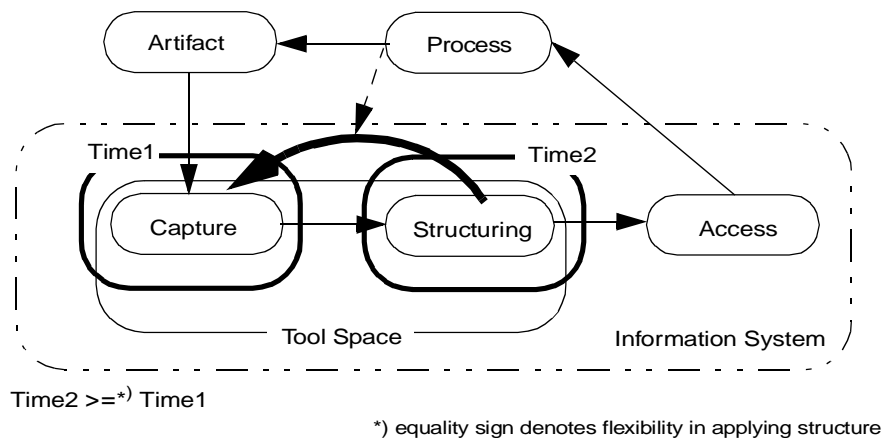 Artifact
Process
Time1
Time2
Capture
Structuring
Access
Tool Space
Information System
Time2 >=*) Time1
*) equality sign denotes flexibility in applying structure